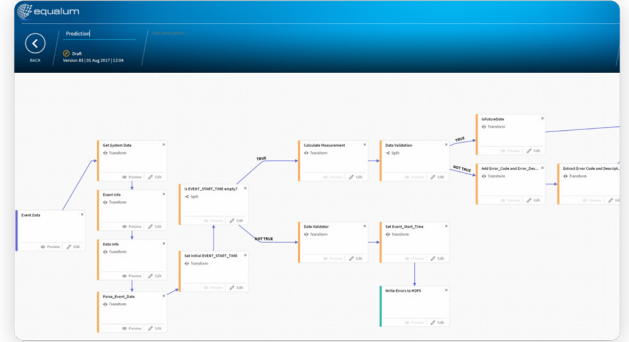 equalum
Prediction
BACK
Draft
Version 85 | 01 Aug 2017 | 12:04
IsFutureDate
Transform
Preview Edit
Get System Data
Transform
Preview Edit
Calculate Measurement
Transform
Preview Edit
Data Validation
Split
Preview Edit
TRUE
TRUE
NOT TRUE
Add Error_Code and Error_Des...
Transform
Preview Edit
Extract Error Code and Descript...
Transform
Preview
Event Info
Transform
Preview Edit
Is EVENT_START_TIME empty?
Split
Preview Edit
Event Data
Preview Edit
NOT TRUE
Date Validator
Transform
Preview Edit
Set Event_Start_Time
Transform
Preview Edit
Data Info
Transform
Preview Edit
Set Initial EVENT_START_TIME
Transform
Preview Edit
Parse_Event_Date
Transform
Preview Edit
Write Errors to HDFS
Preview Edit